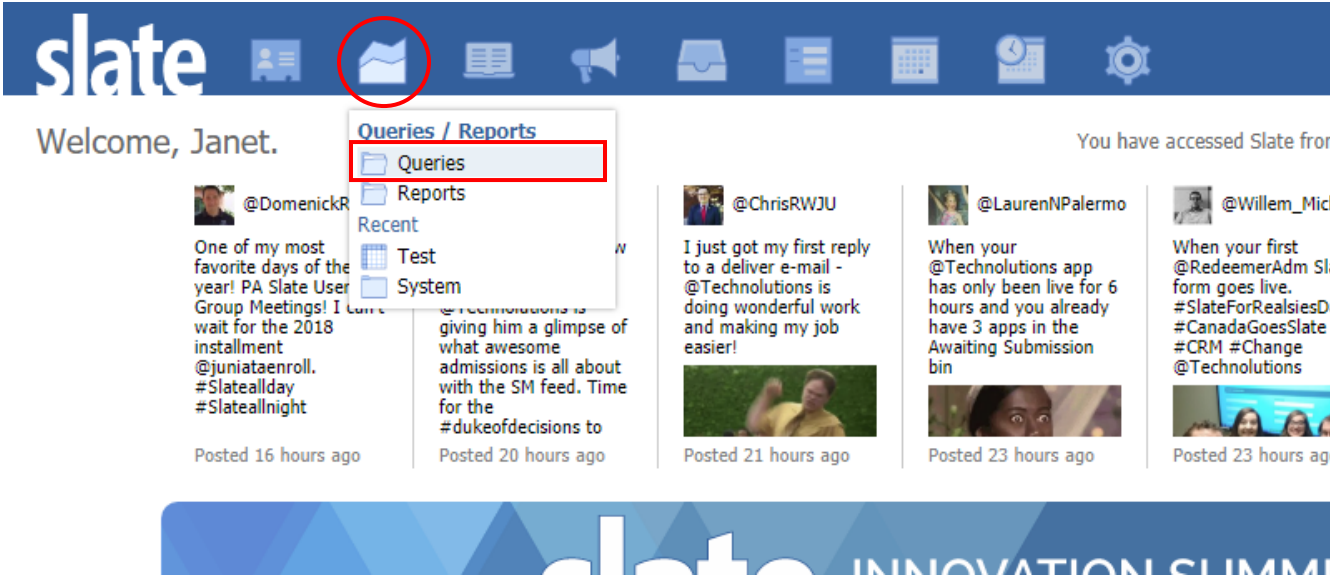 slate
Welcome, Janet.
Queries / Reports
Queries
Reports
Recent
Test
System
You have accessed Slate from
@DomenickR
One of my most
favorite days of the
year! PA Slate User
Group Meetings! I can't
wait for the 2018
installment
@juniataenroll.
#Slateallday
#Slateallnight
Posted 16 hours ago
w
@Technolutions is
giving him a glimpse of
what awesome
admissions is all about
with the SM feed. Time
for the
#dukeofdecisions to
Posted 20 hours ago
@ChrisRWJU
I just got my first reply
to a deliver e-mail -
@Technolutions is
doing wonderful work
and making my job
easier!
Posted 21 hours ago
@LaurenNPalermo
When your
@Technolutions app
has only been live for 6
hours and you already
have 3 apps in the
Awaiting Submission
bin
Posted 23 hours ago
@Willem_Mic
When your first
@RedeemerAdm Sla
form goes live.
#SlateForRealsiesD
#CanadaGoesSlate
#CRM #Change
@Technolutions
Posted 23 hours ag
slate INNOVATION SUMMI